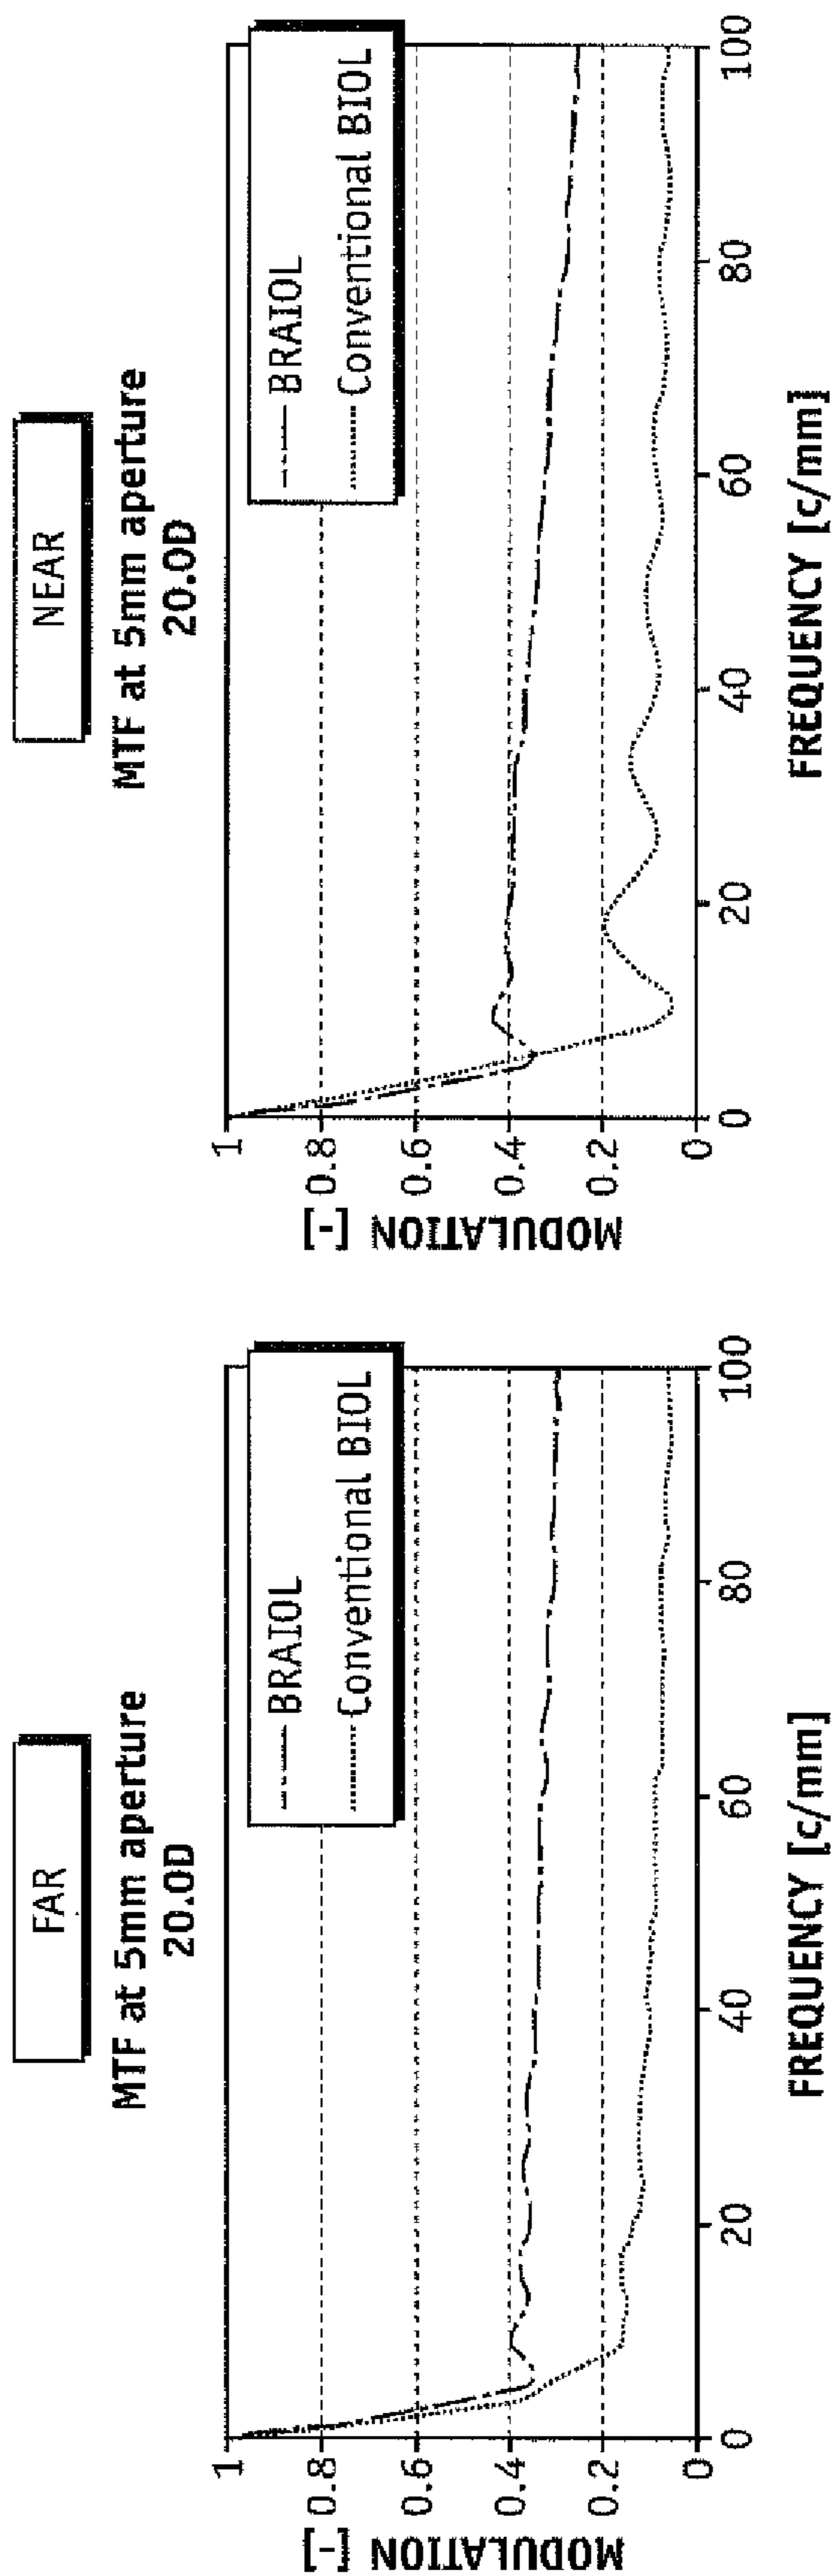 FAR
MTF at 5mm aperture
20.0D
BRAIOL
Conventional BIOL
MODULATION [-]
1
0.8
0.6
0.4
0.2
0
0 20 40 60 80 100
FREQUENCY [c/mm]
NEAR
MTF at 5mm aperture
20.0D
BRAIOL
Conventional BIOL
MODULATION [-]
1
0.8
0.6
0.4
0.2
0
0 20 40 60 80 100
FREQUENCY [c/mm]